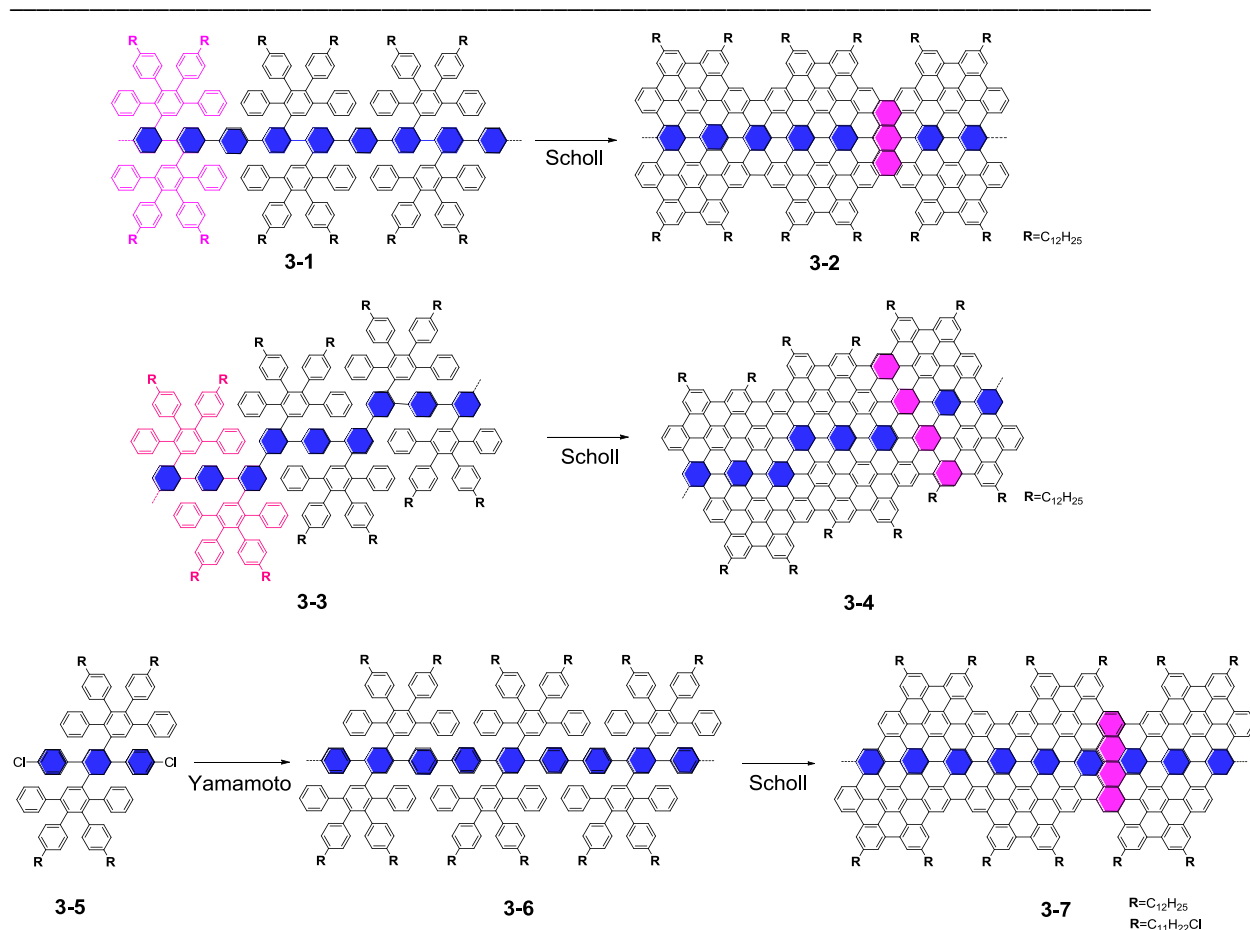 R R R R R R R R R R R R
Scholl
R R R R R R R R R R R R
R=C12H25
3-1 3-2
R R R R R R
R R R R R R
Scholl
R R R R R R R R R R R R
R=C12H25
3-3 3-4
R R R R R R R R R R R R R R
Cl Cl
Yamamoto Scholl
R R R R R R R R R R R R R R
3-5 3-6 3-7
R=C12H25
R=C11H22Cl